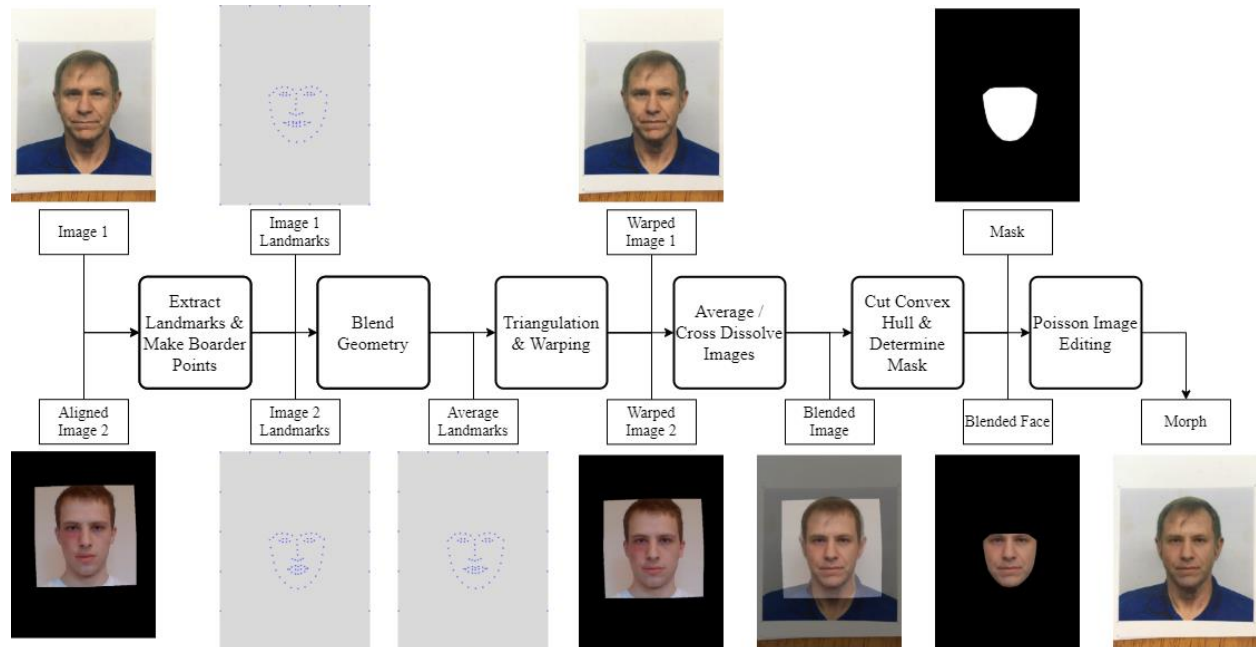 Image 1
Image 1
Landmarks
Warped
Image 1
Mask
Extract
Landmarks &
Make Boarder
Points
Blend
Geometry
Triangulation
& Warping
Average /
Cross Dissolve
Images
Cut Convex
Hull &
Determine
Mask
Poisson Image
Editing
Aligned
Image 2
Image 2
Landmarks
Average
Landmarks
Warped
Image 2
Blended
Image
Blended Face
Morph